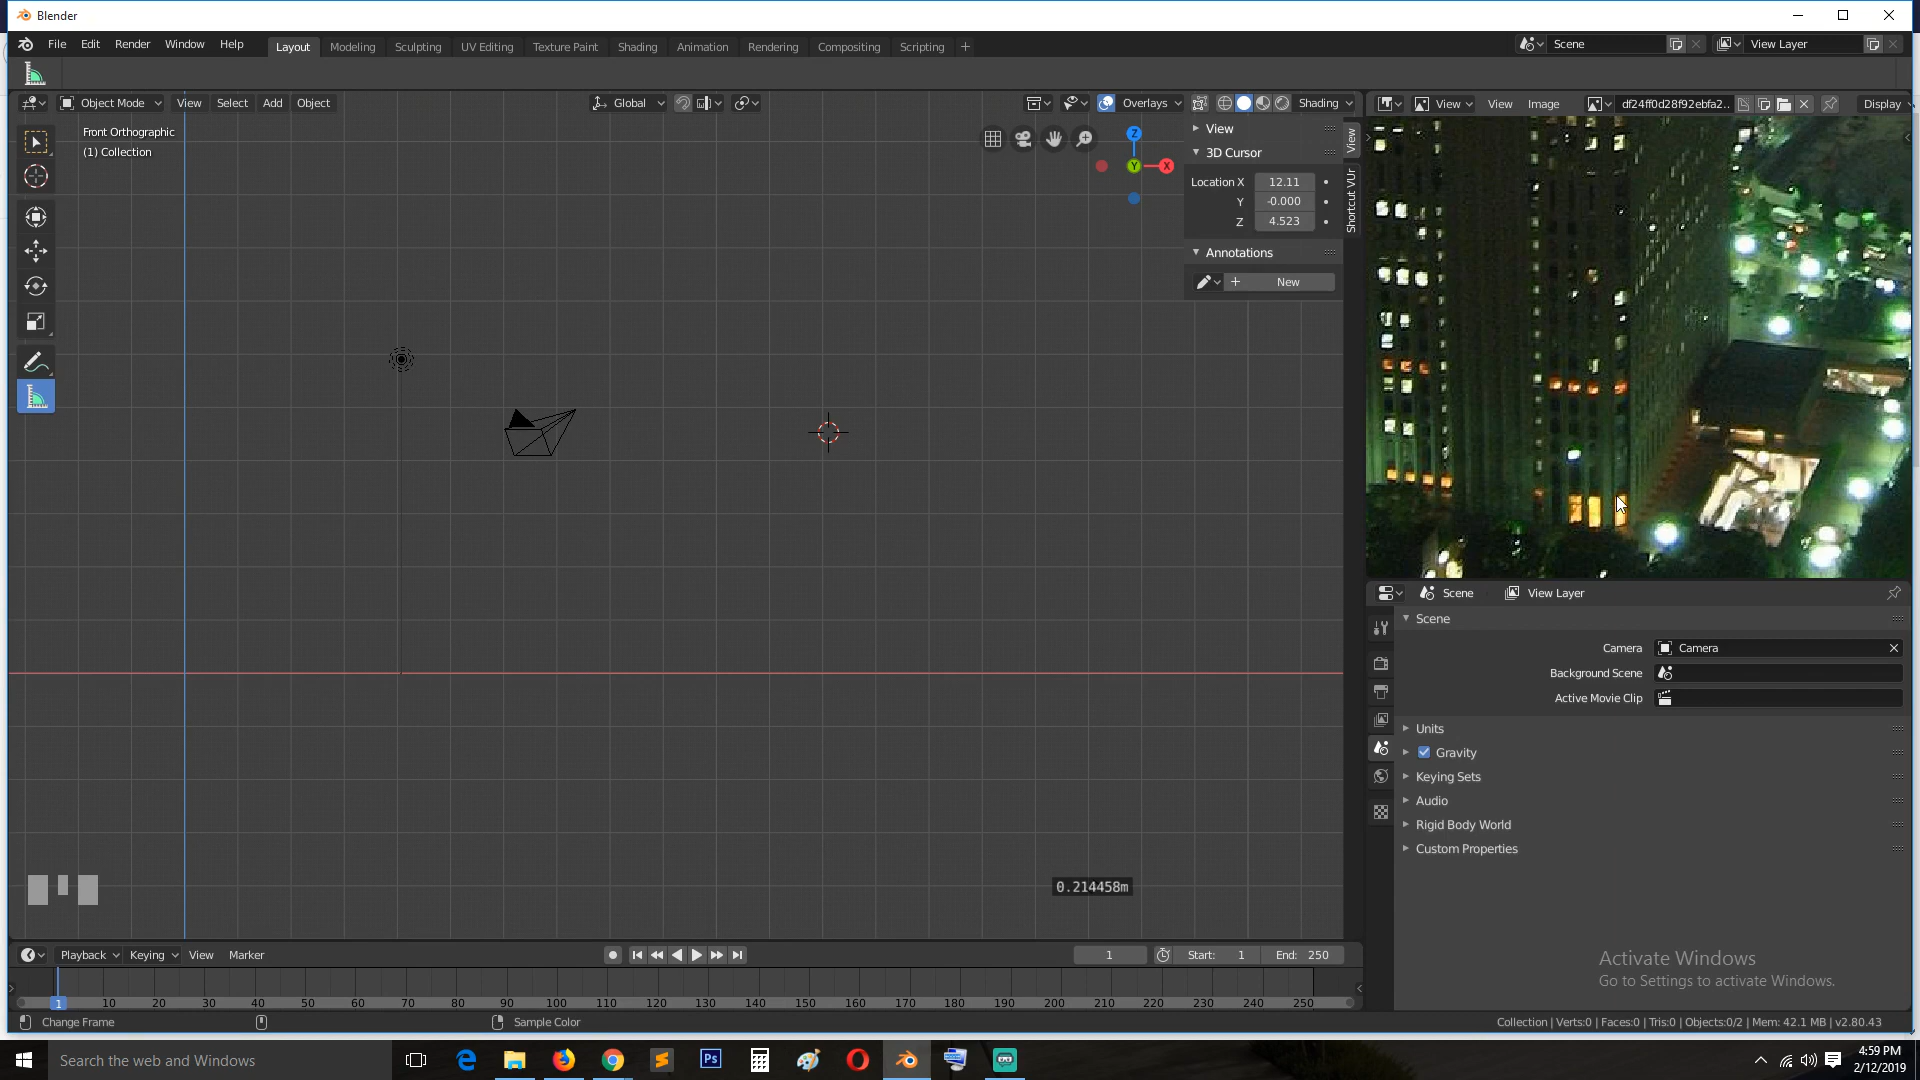 Blender
File Edit Render Window Help Layout Modeling Sculpting UV Editing Texture Paint Shading Animation Rendering Compositing Scripting + Scene View Layer
Object Mode View Select Add Object Global Overlays Shading View View Image df24ff0d28f92ebfa2.. Display
Front Orthographic
(1) Collection
Z
Y
X
View
3D Cursor
Location X 12.11
Y -0.000
Z 4.523
Annotations
+ New
View
Shortcut VUr
Scene View Layer
Scene
Camera Camera
Background Scene
Active Movie Clip
Units
Gravity
Keying Sets
Audio
Rigid Body World
Custom Properties
0.214458m
Activate Windows
Go to Settings to activate Windows.
Playback Keying View Marker 1 Start: 1 End: 250
1 10 20 30 40 50 60 70 80 90 100 110 120 130 140 150 160 170 180 190 200 210 220 230 240 250
Change Frame Sample Color Collection | Verts:0 | Faces:0 | Tris:0 | Objects:0/2 | Mem: 42.1 MB | v2.80.43
Search the web and Windows
Ps
4:59 PM
2/12/2019